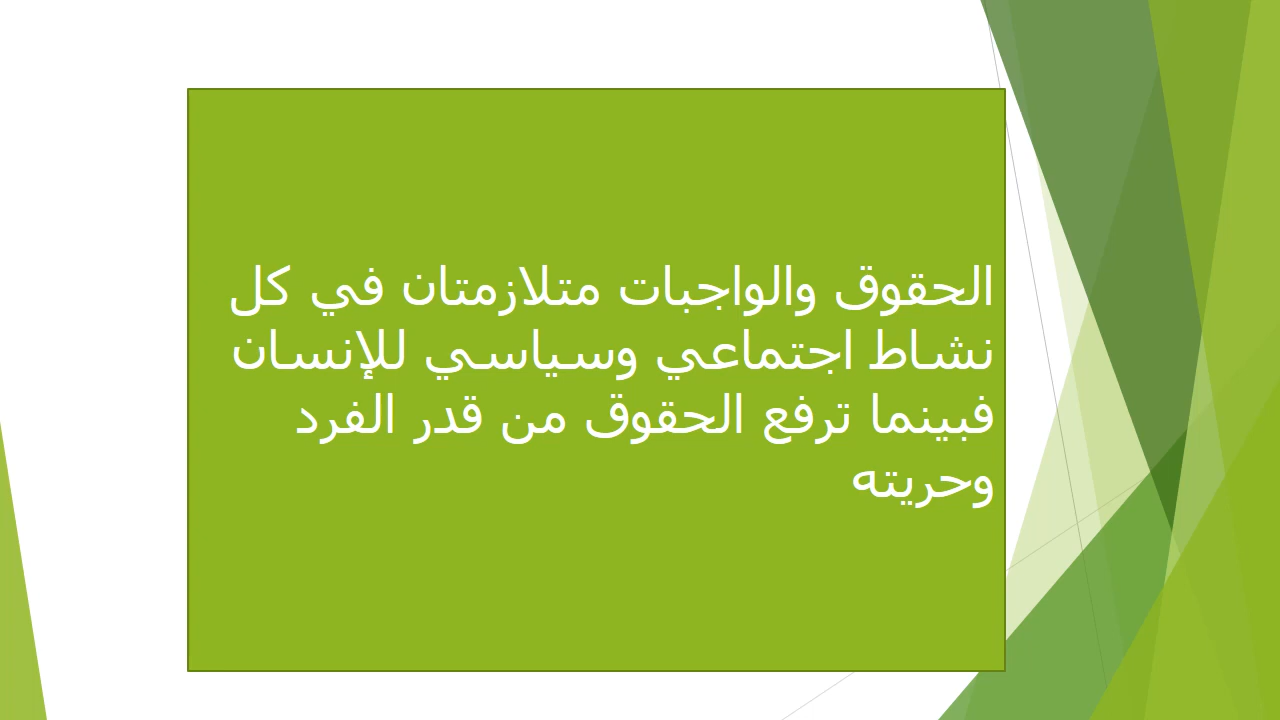 الحقوق والواجبات متلازمتان في كل
نشاط اجتماعي وسياسي للإنسان
فبينما ترفع الحقوق من قدر الفرد
وحريته